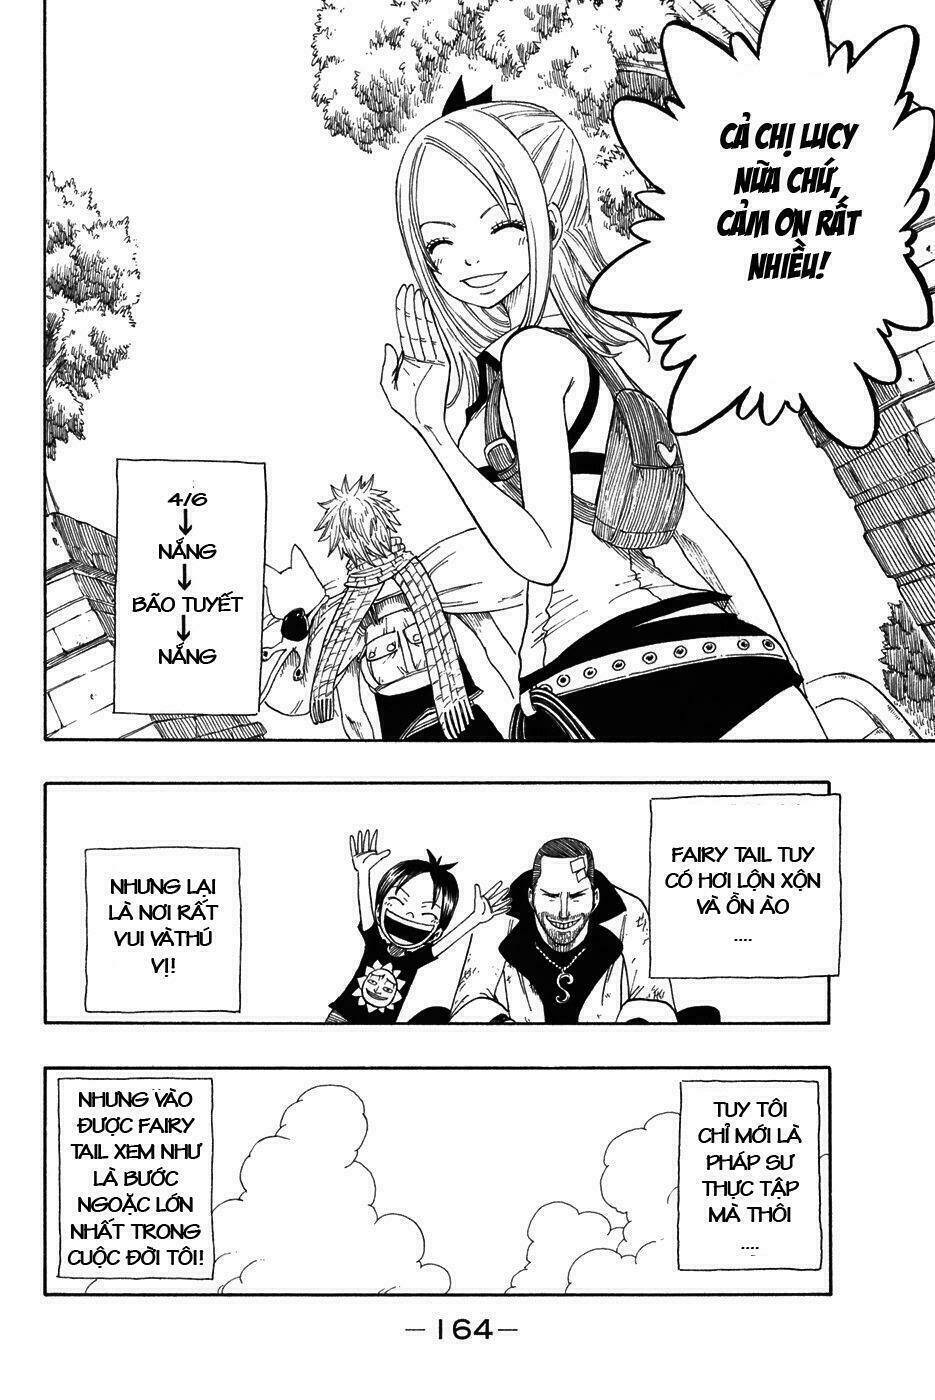 CẢ CHỊ LUCY
NỮA CHỨ,
CẢM ƠN RẤT
NHIỀU!
4/6
↓
NẮNG
↓
BÃO TUYẾT
↓
NẮNG
FAIRY TAIL TUY
CÓ HƠI LỘN XỘN
VÀ ỒN ÀO
....
NHƯNG LẠI
LÀ NƠI RẤT
VUI VÀTHÚ
VỊ!
TUY TÔI
CHỈ MỚI LÀ
PHÁP SƯ
THỰC TẬP
MÀ THÔI
....
NHƯNG VÀO
ĐƯỢC FAIRY
TAIL XEM NHƯ
LÀ BƯỚC
NGOẶC LỚN
NHẤT TRONG
CUỘC ĐỜI TÔI!
—164—